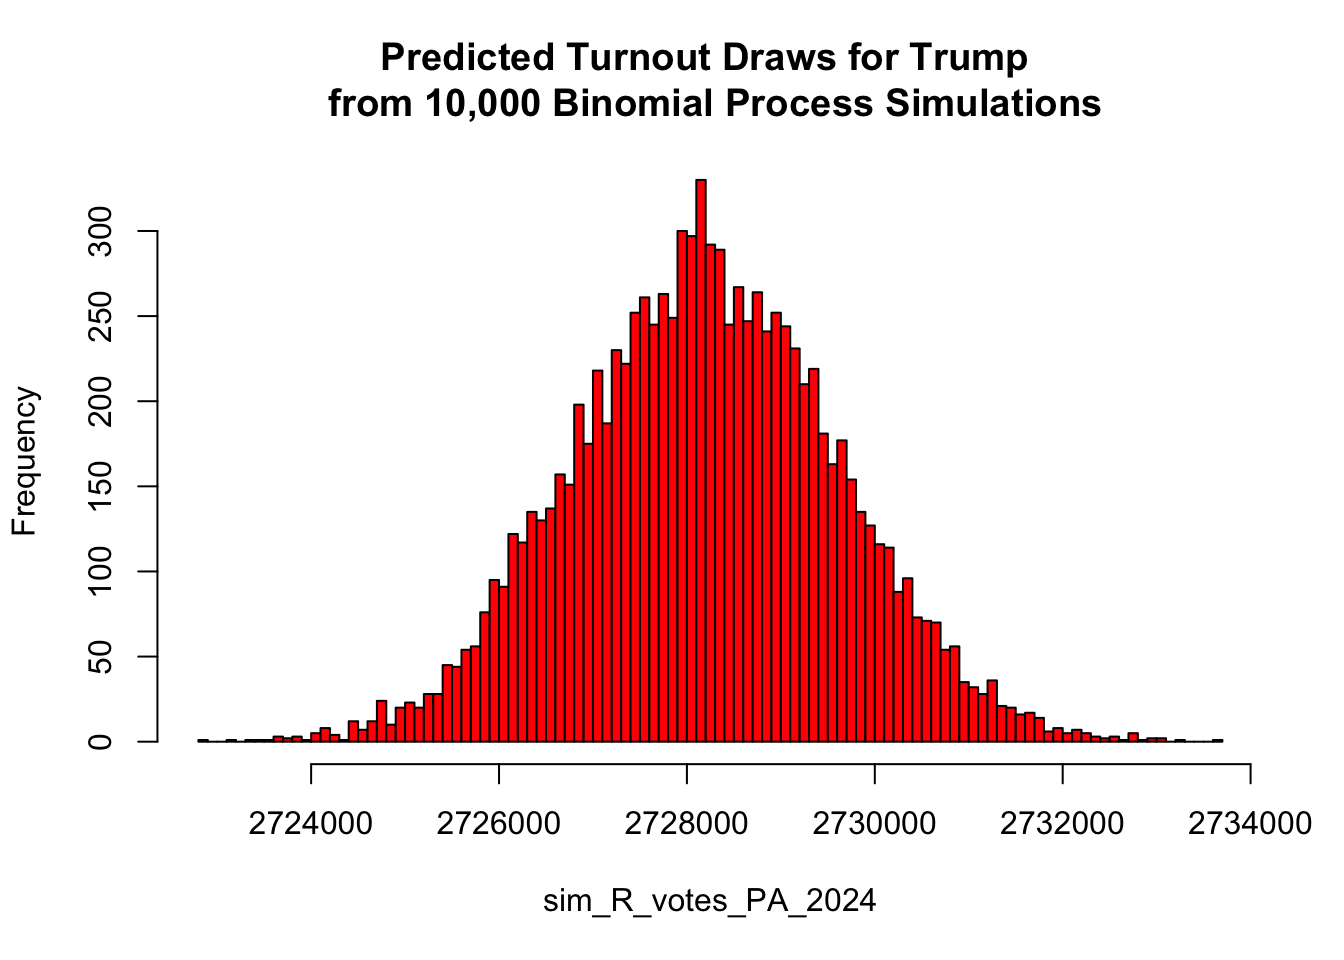 Predicted Turnout Draws for Trump
from 10,000 Binomial Process Simulations
Frequency
300
250
200
150
100
50
0
2724000 2726000 2728000 2730000 2732000 2734000
sim_R_votes_PA_2024